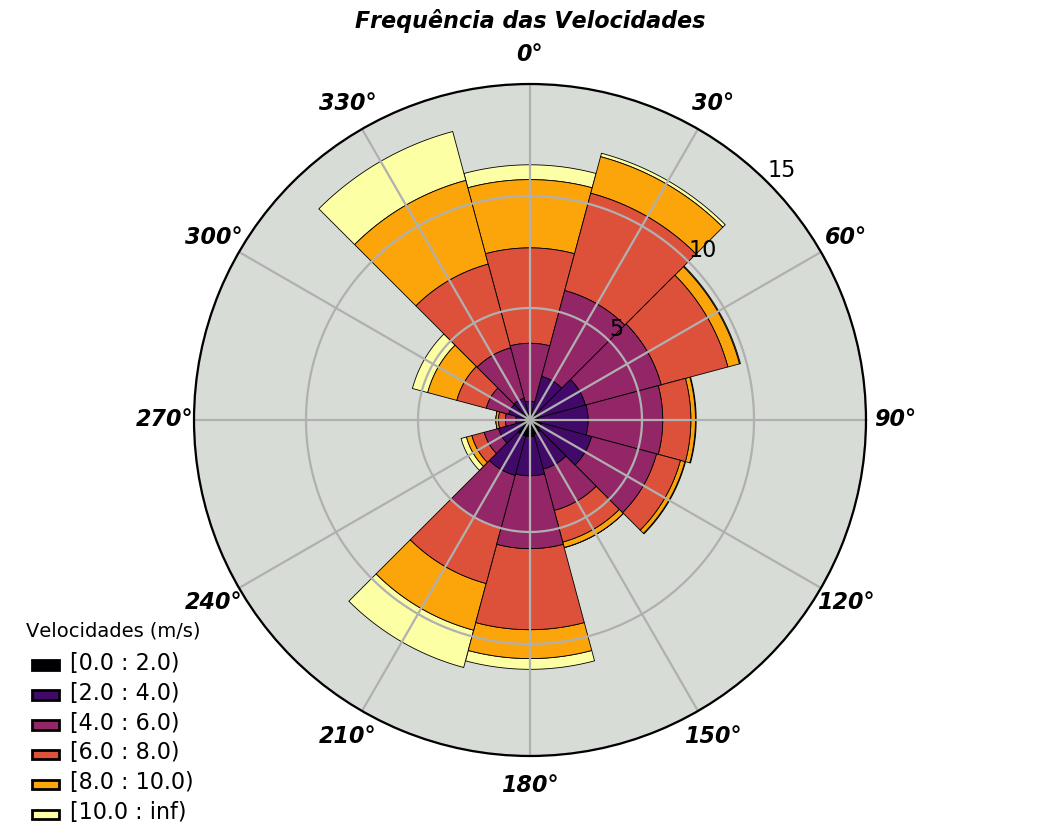 Frequência das Velocidades
0°
330°
30°
15
300°
60°
10
5
270°
90°
240°
120°
210°
150°
180°
Velocidades (m/s)
[0.0 : 2.0)
[2.0 : 4.0)
[4.0 : 6.0)
[6.0 : 8.0)
[8.0 : 10.0)
[10.0 : inf)